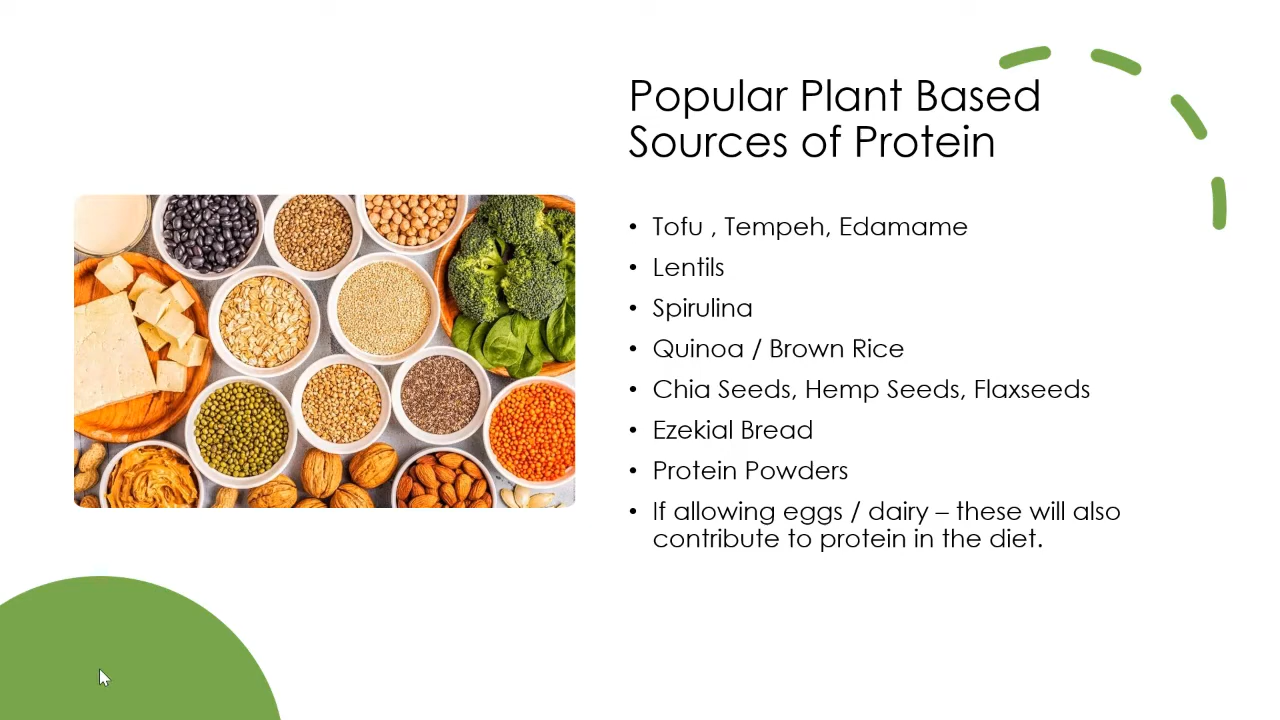 Popular Plant Based
Sources of Protein
• Tofu , Tempeh, Edamame
• Lentils
• Spirulina
• Quinoa / Brown Rice
• Chia Seeds, Hemp Seeds, Flaxseeds
• Ezekial Bread
• Protein Powders
• If allowing eggs / dairy – these will also
contribute to protein in the diet.